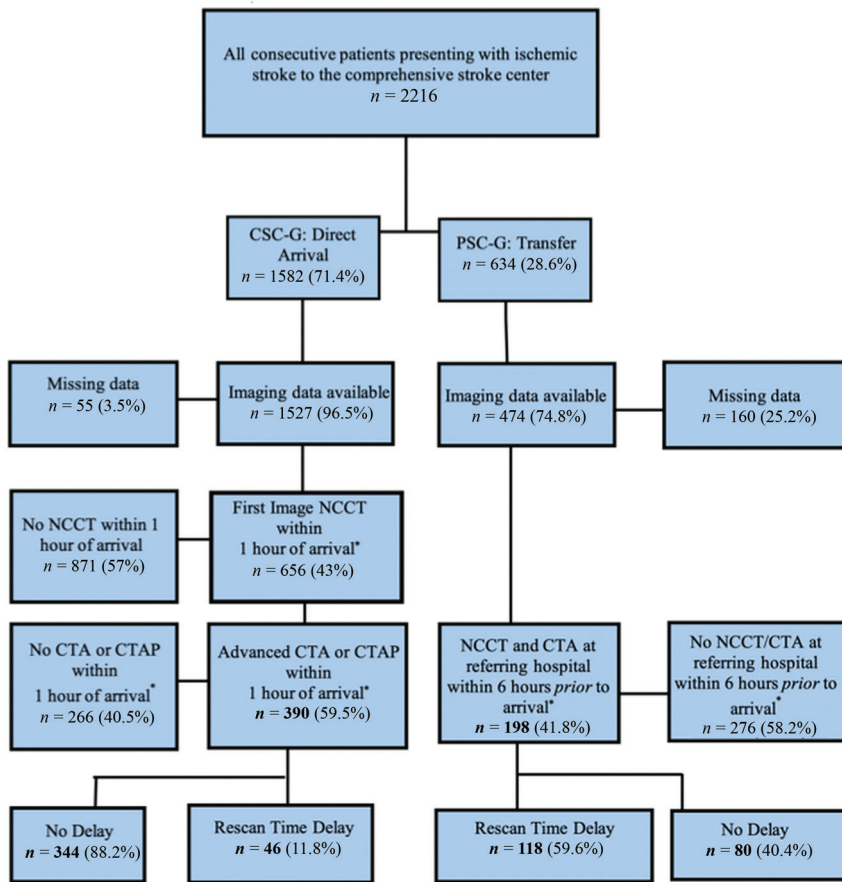 All consecutive patients presenting with ischemic
stroke to the comprehensive stroke center
n = 2216
CSC-G: Direct
Arrival
n = 1582 (71.4%)
PSC-G: Transfer
n = 634 (28.6%)
Missing data
n = 55 (3.5%)
Imaging data available
n = 1527 (96.5%)
Imaging data available
n = 474 (74.8%)
Missing data
n = 160 (25.2%)
No NCCT within 1
hour of arrival
n = 871 (57%)
First Image NCCT
within
1 hour of arrival*
n = 656 (43%)
No CTA or CTAP
within
1 hour of arrival*
n = 266 (40.5%)
Advanced CTA or CTAP
within
1 hour of arrival*
n = 390 (59.5%)
NCCT and CTA at
referring hospital
within 6 hours prior to
arrival*
n = 198 (41.8%)
No NCCT/CTA at
referring hospital
within 6 hours prior to
arrival*
n = 276 (58.2%)
No Delay
n = 344 (88.2%)
Rescan Time Delay
n = 46 (11.8%)
Rescan Time Delay
n = 118 (59.6%)
No Delay
n = 80 (40.4%)